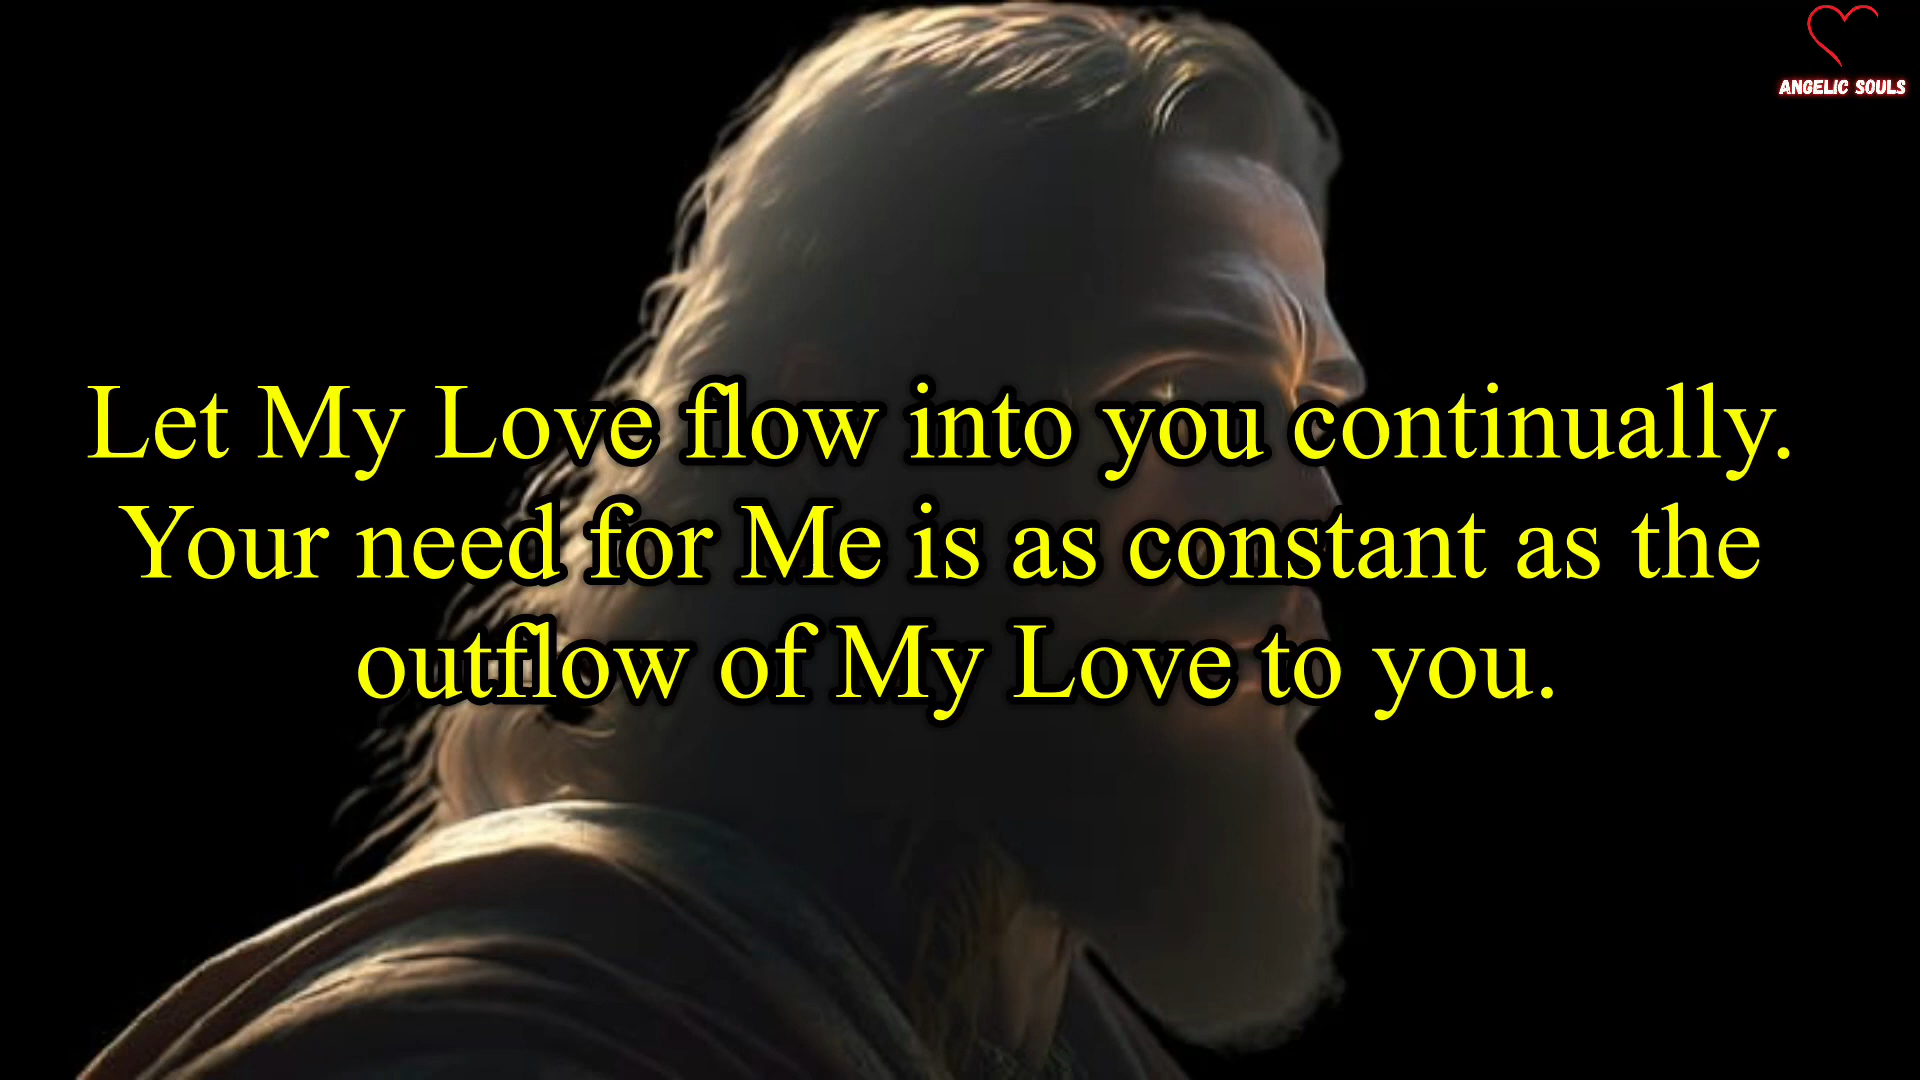 ANGELIC SOULS
Let My Love flow into you continually.
Your need for Me is as constant as the
outflow of My Love to you.